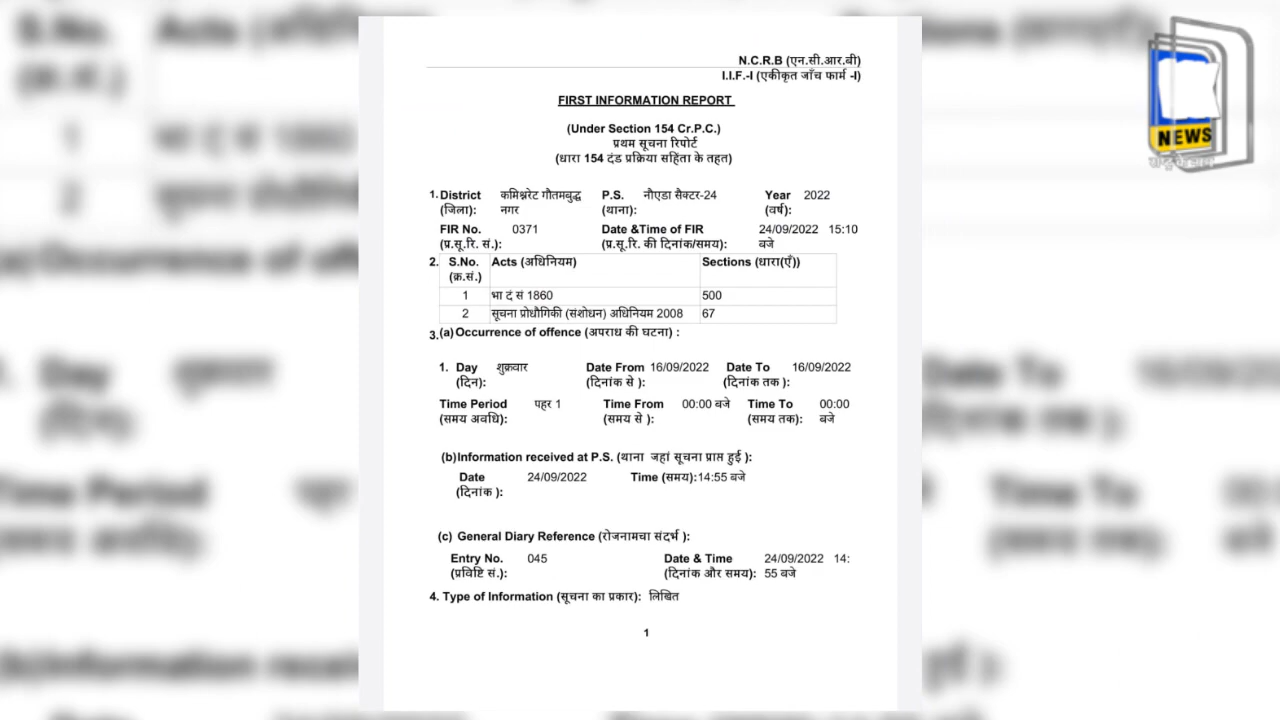 N.C.R.B (एन.सी.आर.बी)
I.I.F.-I (एकीकृत जाँच फार्म -I)
FIRST INFORMATION REPORT
(Under Section 154 Cr.P.C.)
प्रथम सूचना रिपोर्ट
(धारा 154 दंड प्रक्रिया संहिता के तहत)
1. District कमिश्नरेट गौतमबुद्ध P.S. नौएडा सैक्टर-24 Year 2022
(जिला): नगर (थाना): (वर्ष):
FIR No. 0371 Date &Time of FIR 24/09/2022 15:10
(प्र.सू.रि. सं.): (प्र.सू.रि. की दिनांक/समय): बजे
2. S.No. Acts (अधिनियम) Sections (धारा(एँ))
(क्र.सं.)
1 भा दं सं 1860 500
2 सूचना प्रोधौगिकी (संशोधन) अधिनियम 2008 67
3.(a) Occurrence of offence (अपराध की घटना) :
1. Day शुक्रवार Date From 16/09/2022 Date To 16/09/2022
(दिन): (दिनांक से ): (दिनांक तक ):
Time Period पहर 1 Time From 00:00 बजे Time To 00:00
(समय अवधि): (समय से ): (समय तक): बजे
(b)Information received at P.S. (थाना जहां सूचना प्राप्त हुई ):
Date 24/09/2022 Time (समय):14:55 बजे
(दिनांक ):
(c) General Diary Reference (रोजनामचा संदर्भ ):
Entry No. 045 Date & Time 24/09/2022 14:
(प्रविष्टि सं.): (दिनांक और समय): 55 बजे
4. Type of Information (सूचना का प्रकार): लिखित
1
NEWS